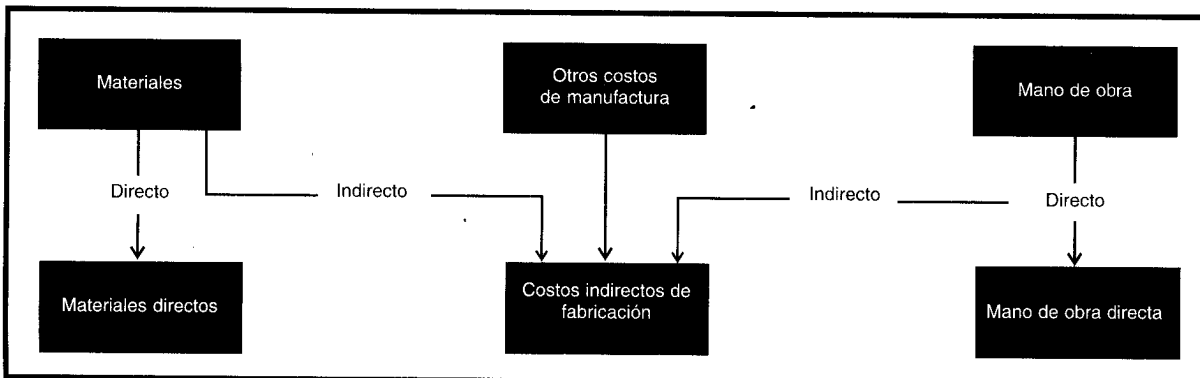 Materiales
Otros costos
de manufactura
Mano de obra
Directo
Indirecto
Indirecto
Directo
Materiales directos
Costos indirectos de
fabricación
Mano de obra directa